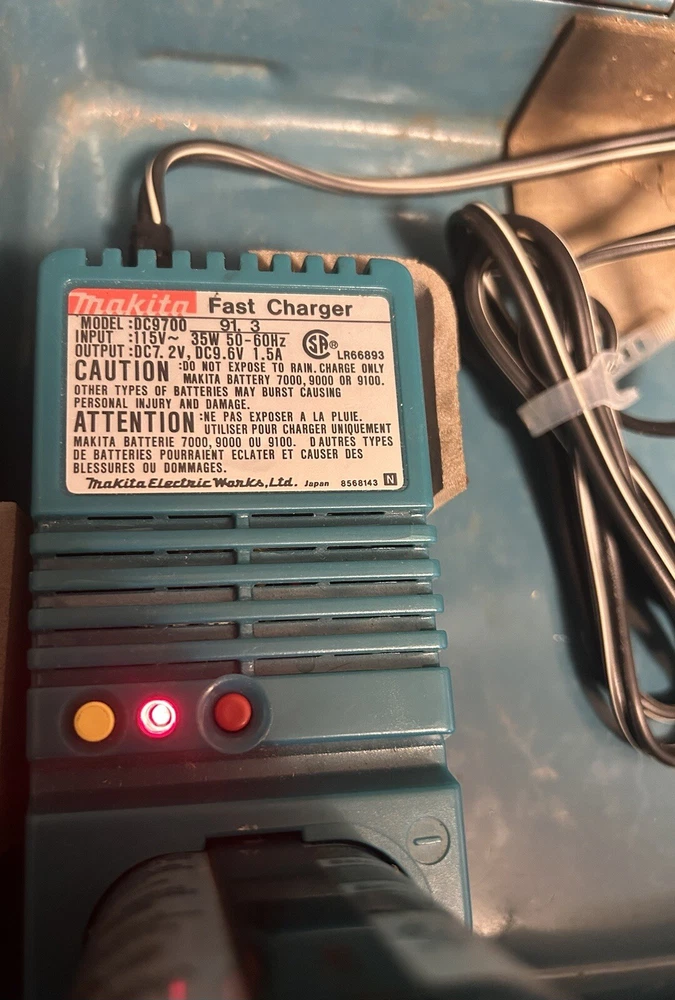 makita Fast Charger
MODEL :DC9700 91. 3
INPUT :115V~ 35W 50-60Hz
OUTPUT:DC7. 2V, DC9.6V 1.5A
SA® LR66893
CAUTION :DO NOT EXPOSE TO RAIN. CHARGE ONLY
MAKITA BATTERY 7000, 9000 OR 9100.
OTHER TYPES OF BATTERIES MAY BURST CAUSING
PERSONAL INJURY AND DAMAGE.
ATTENTION :NE PAS EXPOSER A LA PLUIE.
UTILISER POUR CHARGER UNIQUEMENT
MAKITA BATTERIE 7000, 9000 OU 9100. DAUTRES TYPES
DE BATTERIES POURRAIENT ECLATER ET CAUSER DES
BLESSURES OU DOMMAGES.
Makita Electric Works, Ltd. Japan 8568143 N